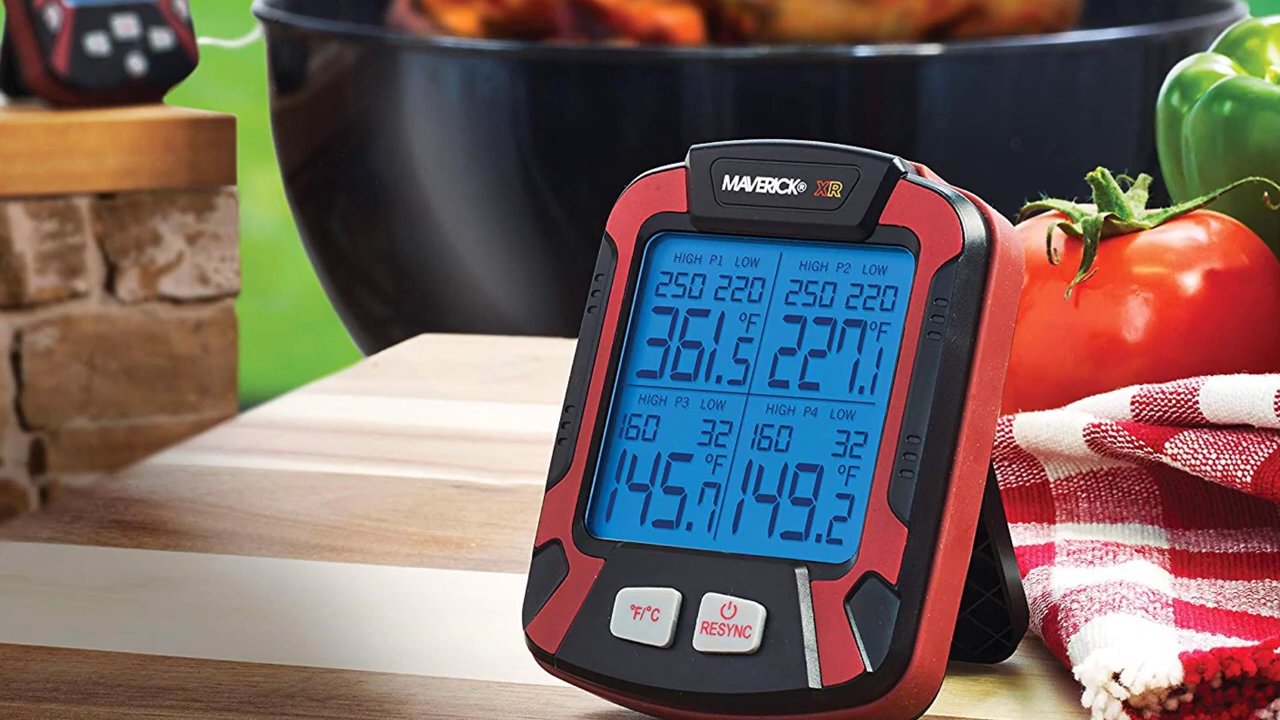 MAVERICK® XR
HIGH P1 LOW
250 220
361.5 °F
HIGH P2 LOW
250 220
227.1 °F
HIGH P3 LOW
160 32
145.7 °F
HIGH P4 LOW
160 32
149.2 °F
°F/°C
RESYNC